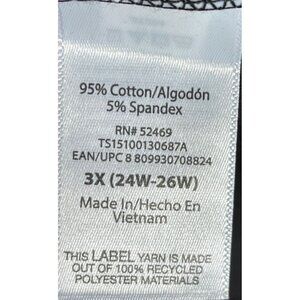 95% Cotton/Algodón
5% Spandex
RN# 52469
TS15100130687A
EAN/UPC 8 809930708824
3X (24W-26W)
Made In/Hecho En
Vietnam
THIS LABEL YARN IS MADE
OUT OF 100% RECYCLED
POLYESTER MATERIALS